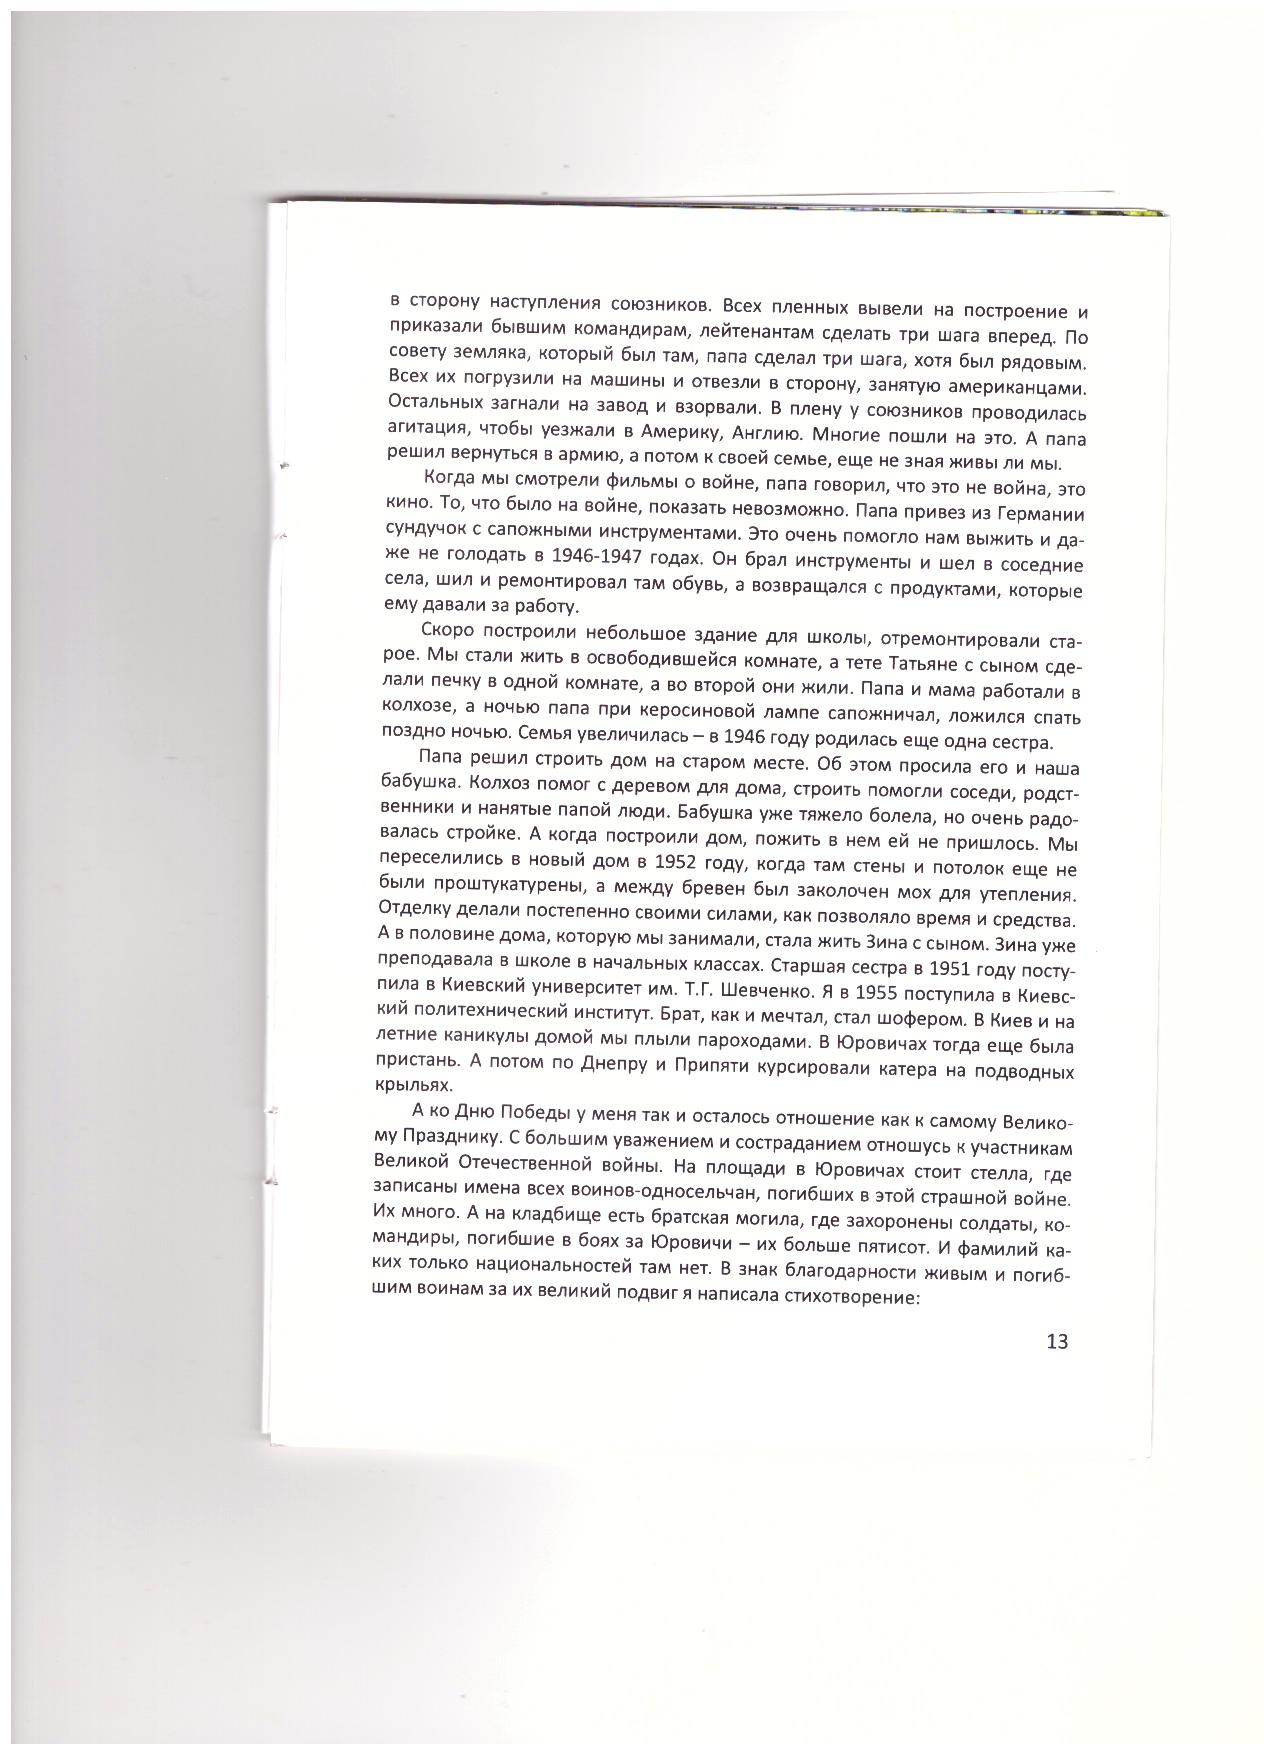 в сторону наступления союзников. Всех пленных вывели на построение и
приказали бывшим командирам, лейтенантам сделать три шага вперед. По
совету земляка, который был там, папа сделал три шага, хотя был рядовым.
Всех их погрузили на машины и отвезли в сторону, занятую американцами.
Остальных загнали на завод и взорвали. В плену у союзников проводилась
агитация, чтобы уезжали в Америку, Англию. Многие пошли на это. А папа
решил вернуться в армию, а потом к своей семье, еще не зная живы ли мы.
Когда мы смотрели фильмы о войне, папа говорил, что это не война, это
кино. То, что было на войне, показать невозможно. Папа привез из Германии
сундучок с сапожными инструментами. Это очень помогло нам выжить и да-
же не голодать в 1946-1947 годах. Он брал инструменты и шел в соседние
села, шил и ремонтировал там обувь, а возвращался с продуктами, которые
ему давали за работу.
Скоро построили небольшое здание для школы, отремонтировали ста-
рое. Мы стали жить в освободившейся комнате, а тете Татьяне с сыном сде-
лали печку в одной комнате, а во второй они жили. Папа и мама работали в
колхозе, а ночью папа при керосиновой лампе сапожничал, ложился спать
поздно ночью. Семья увеличилась – в 1946 году родилась еще одна сестра.
Папа решил строить дом на старом месте. Об этом просила его и наша
бабушка. Колхоз помог с деревом для дома, строить помогли соседи, родст-
венники и нанятые папой люди. Бабушка уже тяжело болела, но очень радо-
валась стройке. А когда построили дом, пожить в нем ей не пришлось. Мы
переселились в новый дом в 1952 году, когда там стены и потолок еще не
были проштукатурены, а между бревен был заколочен мох для утепления.
Отделку делали постепенно своими силами, как позволяло время и средства.
А в половине дома, которую мы занимали, стала жить Зина с сыном. Зина уже
преподавала в школе в начальных классах. Старшая сестра в 1951 году посту-
пила в Киевский университет им. Т.Г. Шевченко. Я в 1955 поступила в Киевс-
кий политехнический институт. Брат, как и мечтал, стал шофером. В Киев и на
летние каникулы домой мы плыли пароходами. В Юровичах тогда еще была
пристань. А потом по Днепру и Припяти курсировали катера на подводных
крыльях.
А ко Дню Победы у меня так и осталось отношение как к самому Велико-
му Празднику. С большим уважением и состраданием отношусь к участникам
Великой Отечественной войны. На площади в Юровичах стоит стелла, где
записаны имена всех воинов-односельчан, погибших в этой страшной войне.
Их много. А на кладбище есть братская могила, где захоронены солдаты, ко-
мандиры, погибшие в боях за Юровичи – их больше пятисот. И фамилий ка-
ких только национальностей там нет. В знак благодарности живым и погиб-
шим воинам за их великий подвиг я написала стихотворение:
13